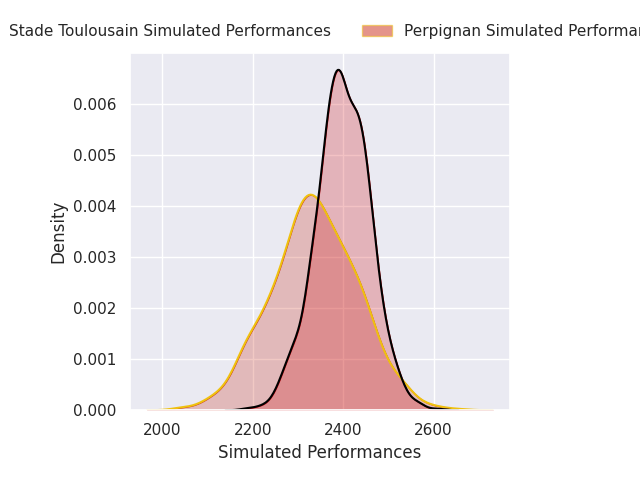 Stade Toulousain Simulated Performances Perpignan Simulated
0.006
0.005
0.004
0.003
0.002
0.001
0.000
Density
2000 2200 2400 2600
Simulated Performances